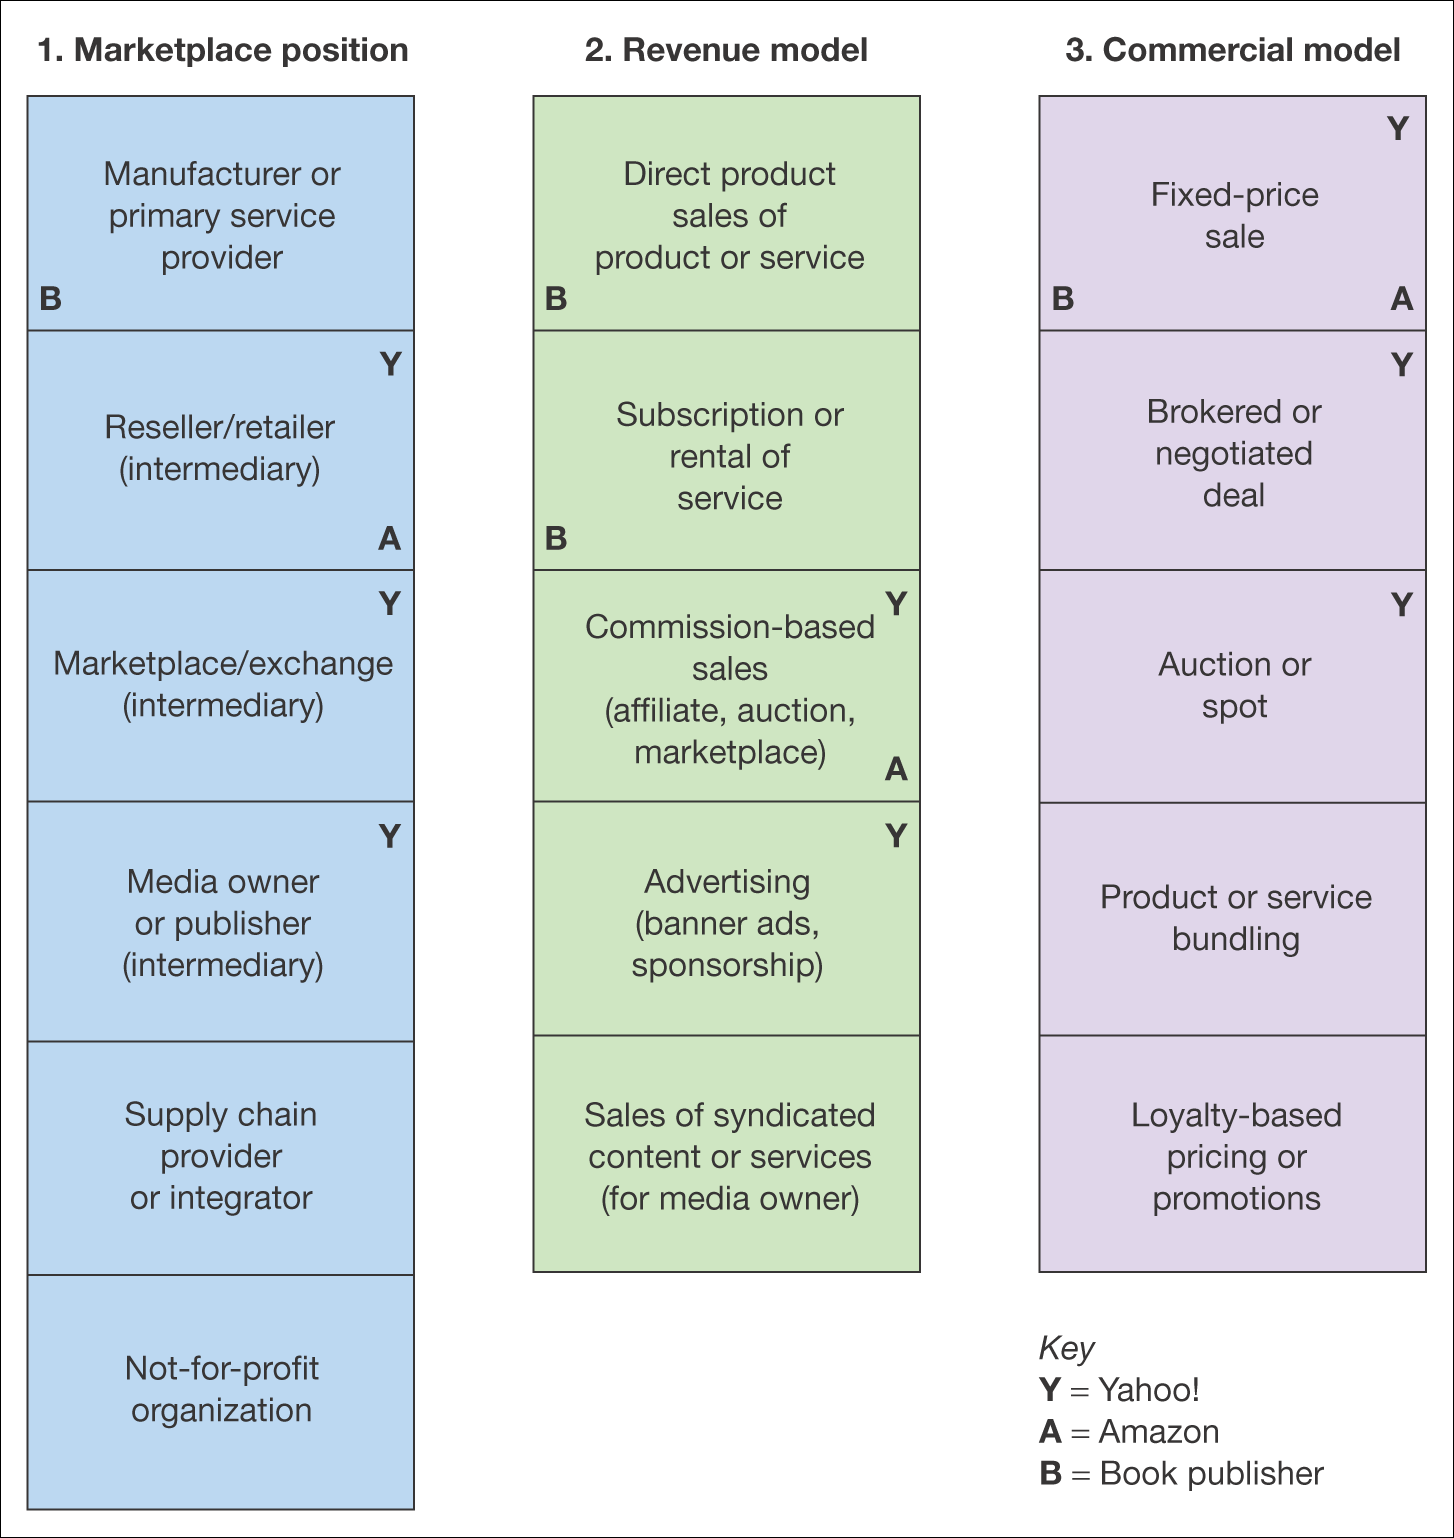 1. Marketplace position
Manufacturer or
primary service
provider
B
Y
Reseller/retailer
(intermediary)
A
Y
Marketplace/exchange
(intermediary)
Y
Media owner
or publisher
(intermediary)
Supply chain
provider
or integrator
Not-for-profit
organization
2. Revenue model
Direct product
sales of
product or service
B
Subscription or
rental of
service
B
Y
Commission-based
sales
(affiliate, auction,
marketplace)
A
Y
Advertising
(banner ads,
sponsorship)
Sales of syndicated
content or services
(for media owner)
3. Commercial model
Y
Fixed-price
sale
B A
Y
Brokered or
negotiated
deal
Y
Auction or
spot
Product or service
bundling
Loyalty-based
pricing or
promotions
Key
Y = Yahoo!
A = Amazon
B = Book publisher